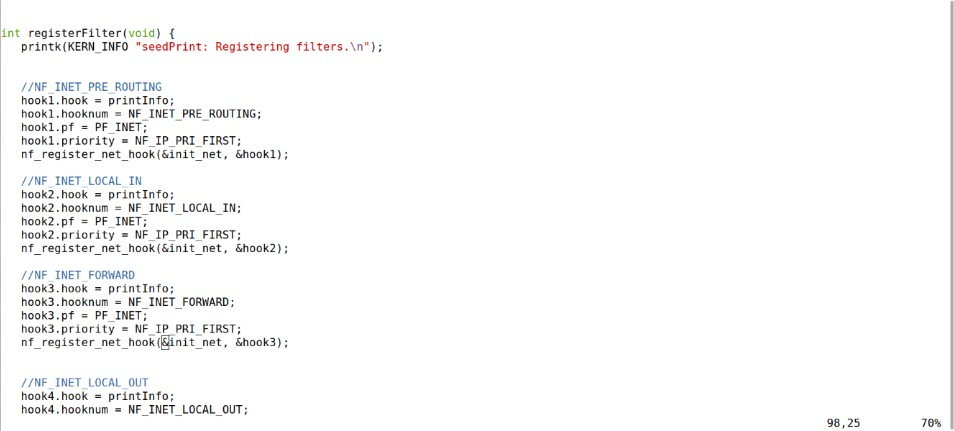 int registerFilter(void) {
   printk(KERN_INFO "seedPrint: Registering filters.\n");
   //NF_INET_PRE_ROUTING
   hook1.hook = printInfo;
   hook1.hooknum = NF_INET_PRE_ROUTING;
   hook1.pf = PF_INET;
   hook1.priority = NF_IP_PRI_FIRST;
   nf_register_net_hook(&init_net, &hook1);
   //NF_INET_LOCAL_IN
   hook2.hook = printInfo;
   hook2.hooknum = NF_INET_LOCAL_IN;
   hook2.pf = PF_INET;
   hook2.priority = NF_IP_PRI_FIRST;
   nf_register_net_hook(&init_net, &hook2);
   //NF_INET_FORWARD
   hook3.hook = printInfo;
   hook3.hooknum = NF_INET_FORWARD;
   hook3.pf = PF_INET;
   hook3.priority = NF_IP_PRI_FIRST;
   nf_register_net_hook(&init_net, &hook3);
   //NF_INET_LOCAL_OUT
   hook4.hook = printInfo;
   hook4.hooknum = NF_INET_LOCAL_OUT;
98,25 70%